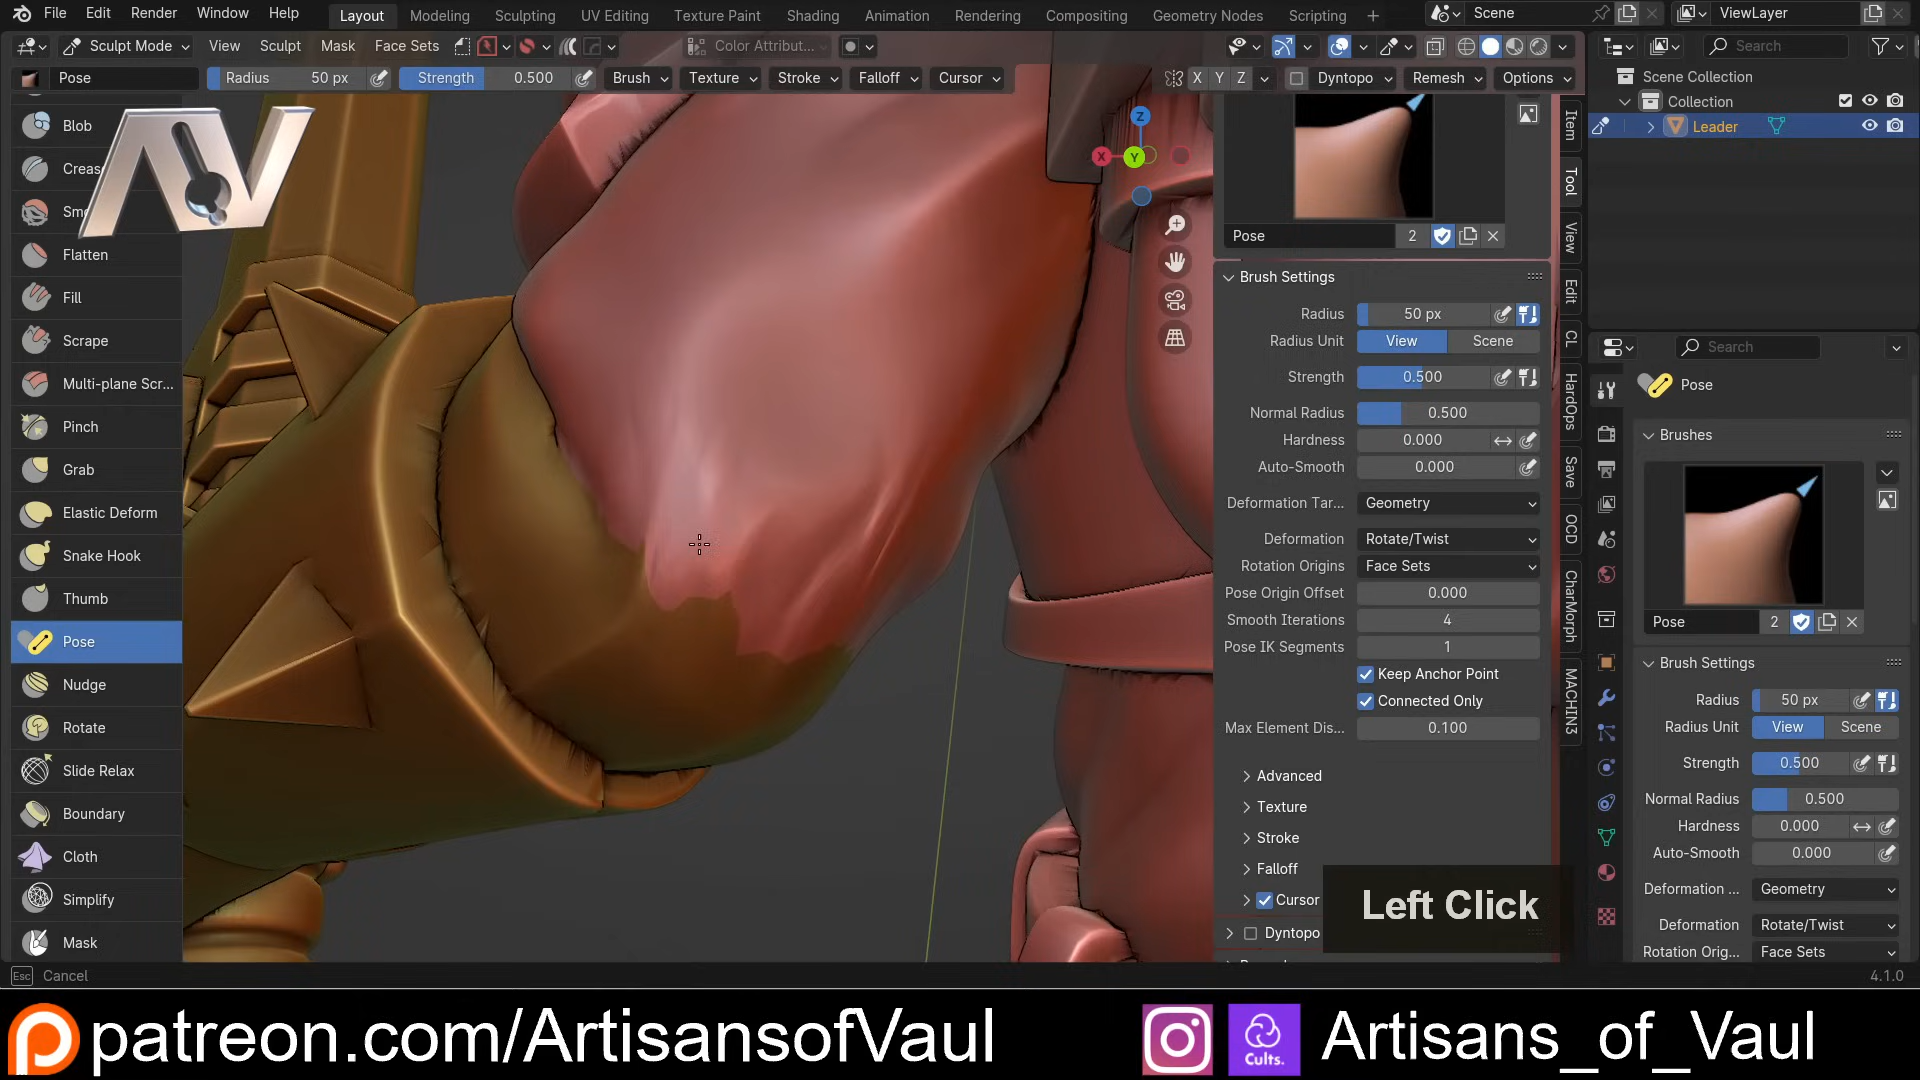 File Edit Render Window Help Layout Modeling Sculpting UV Editing Texture Paint Shading Animation Rendering Compositing Geometry Nodes Scripting + Scene ViewLayer
Sculpt Mode View Sculpt Mask Face Sets Color Attribut... Search
Pose Radius 50 px Strength 0.500 Brush Texture Stroke Falloff Cursor X Y Z Dyntopo Remesh Options
Scene Collection
Collection
Leader
Blob
Creas
Smo
Flatten
Fill
Scrape
Multi-plane Scr...
Pinch
Grab
Elastic Deform
Snake Hook
Thumb
Pose
Nudge
Rotate
Slide Relax
Boundary
Cloth
Simplify
Mask
AV
Z
X Y
Pose 2
Brush Settings
Radius 50 px
Radius Unit View Scene
Strength 0.500
Normal Radius 0.500
Hardness 0.000
Auto-Smooth 0.000
Deformation Tar... Geometry
Deformation Rotate/Twist
Rotation Origins Face Sets
Pose Origin Offset 0.000
Smooth Iterations 4
Pose IK Segments 1
Keep Anchor Point
Connected Only
Max Element Dis... 0.100
Advanced
Texture
Stroke
Falloff
Cursor
Dyntopo
Left Click
Item
Tool
View
Edit
CL
HardOps
Save
OCD
CharMorph
MACHIN3
Search
Pose
Brushes
Pose 2
Brush Settings
Radius 50 px
Radius Unit View Scene
Strength 0.500
Normal Radius 0.500
Hardness 0.000
Auto-Smooth 0.000
Deformation ... Geometry
Deformation Rotate/Twist
Rotation Orig... Face Sets
Esc Cancel 4.1.0
patreon.com/ArtisansofVaul Cults. Artisans_of_Vaul